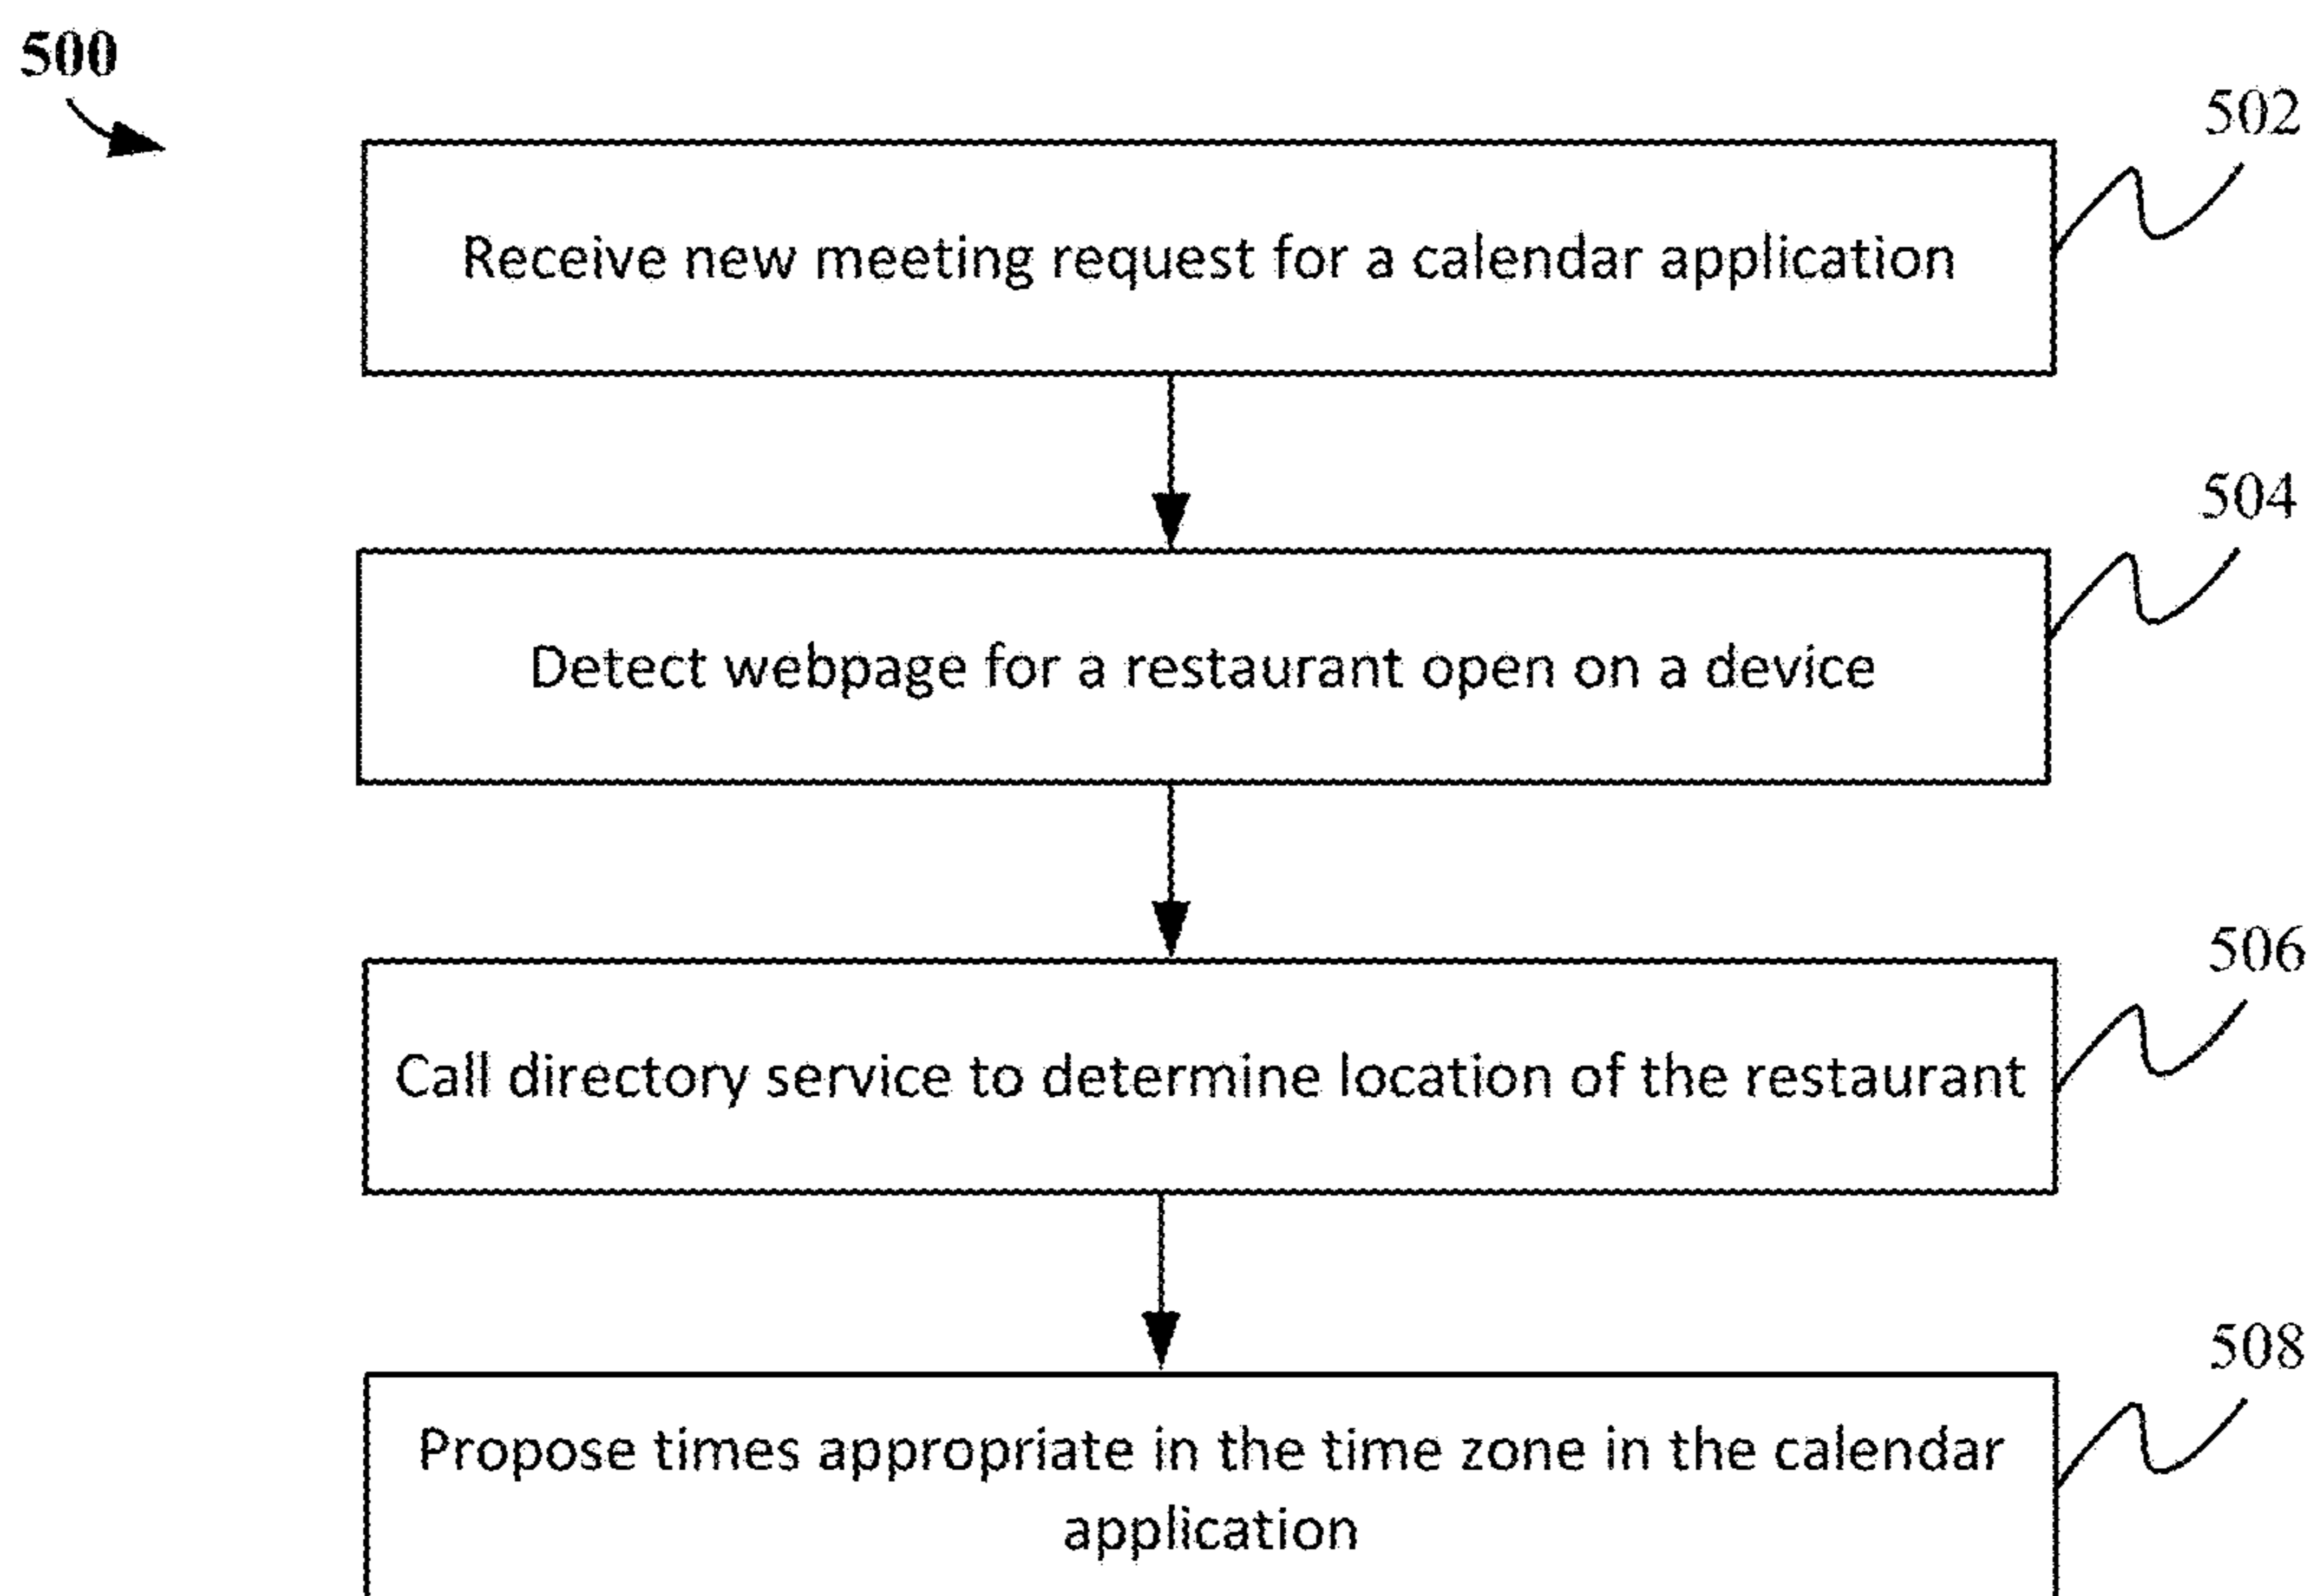 500
502
Receive new meeting request for a calendar application
504
Detect webpage for a restaurant open on a device
506
Call directory service to determine location of the restaurant
508
Propose times appropriate in the time zone in the calendar
application